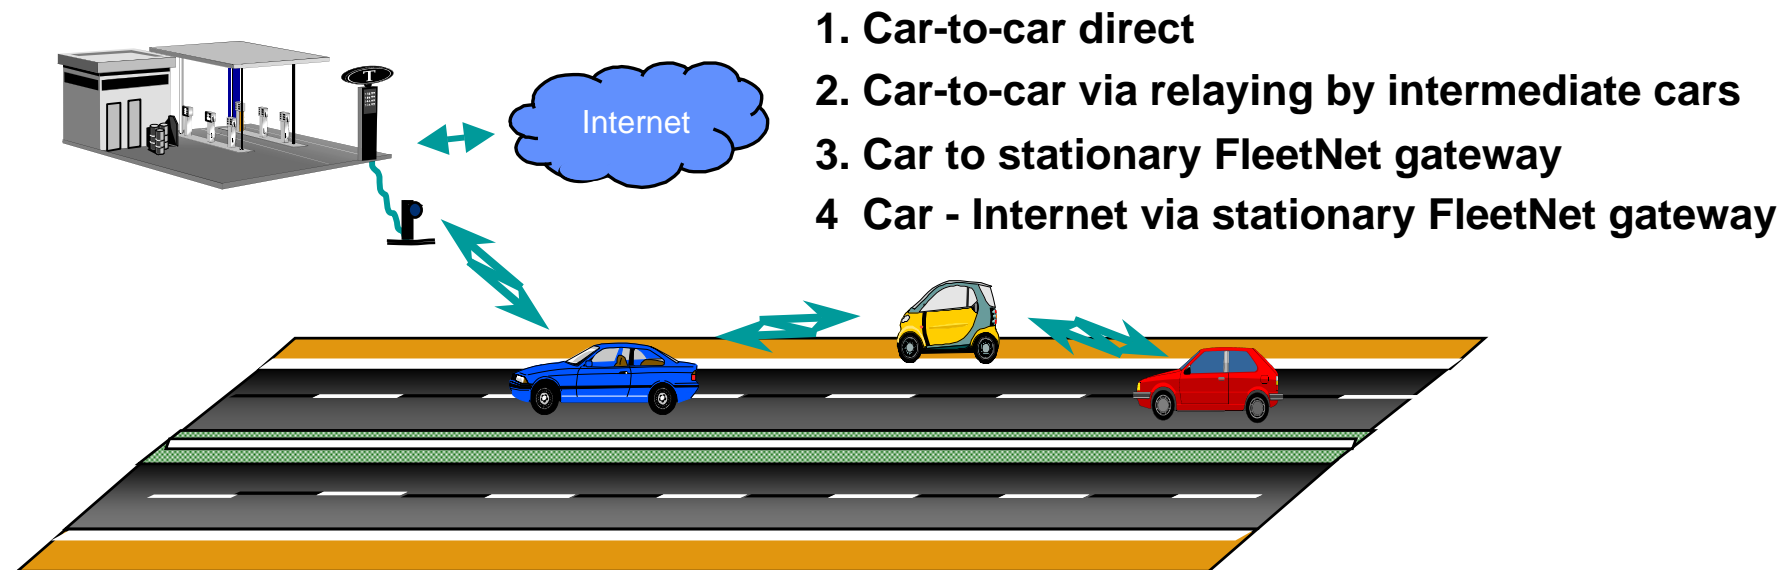 1. Car-to-car direct
2. Car-to-car via relaying by intermediate cars
3. Car to stationary FleetNet gateway
4 Car - Internet via stationary FleetNet gateway
T
Internet